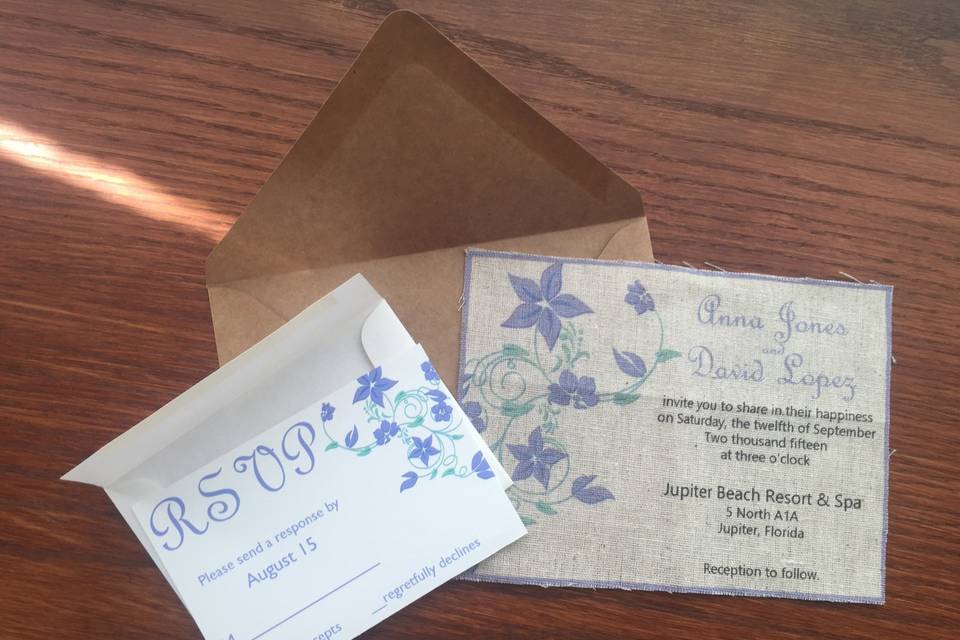 Anna Jones
and
David Lopez
invite you to share in their happiness
on Saturday, the twelfth of September
Two thousand fifteen
at three o'clock
Jupiter Beach Resort & Spa
5 North A1A
Jupiter, Florida
Reception to follow.
RSVP
Please send a response by
August 15
__regretfully declines